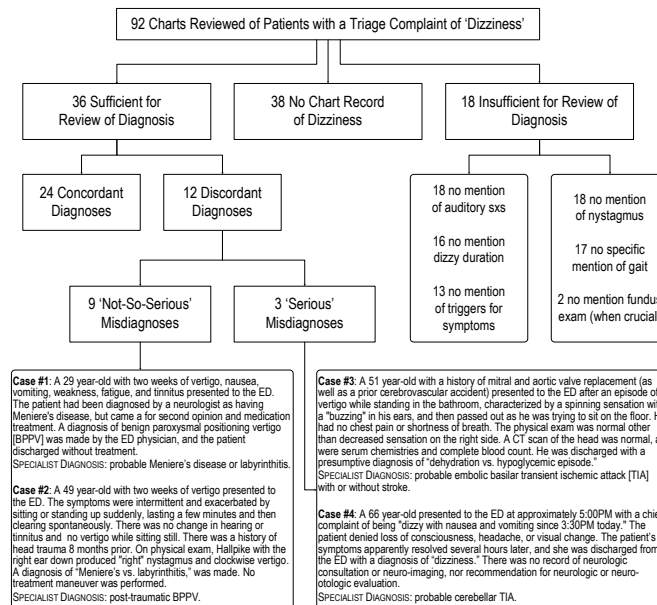 92 Charts Reviewed of Patients with a Triage Complaint of ‘Dizziness’
36 Sufficient for
Review of Diagnosis
38 No Chart Record
of Dizziness
18 Insufficient for Review of
Diagnosis
24 Concordant
Diagnoses
12 Discordant
Diagnoses
18 no mention
of auditory sxs
16 no mention
dizzy duration
13 no mention
of triggers for
symptoms
18 no mention
of nystagmus
17 no specific
mention of gait
2 no mention fundus
exam (when crucial
9 ‘Not-So-Serious’
Misdiagnoses
3 ‘Serious’
Misdiagnoses
Case #1: A 29 year-old with two weeks of vertigo, nausea,
vomiting, weakness, fatigue, and tinnitus presented to the ED.
The patient had been diagnosed by a neurologist as having
Meniere's disease, but came a for second opinion and medication
treatment. A diagnosis of benign paroxysmal positioning vertigo
[BPPV] was made by the ED physician, and the patient
discharged without treatment.
SPECIALIST DIAGNOSIS: probable Meniere’s disease or labyrinthitis.
Case #2: A 49 year-old with two weeks of vertigo presented to
the ED. The symptoms were intermittent and exacerbated by
sitting or standing up suddenly, lasting a few minutes and then
clearing spontaneously. There was no change in hearing or
tinnitus and no vertigo while sitting still. There was a history of
head trauma 8 months prior. On physical exam, Hallpike with the
right ear down produced "right" nystagmus and clockwise vertigo.
A diagnosis of “Meniere’s vs. labyrinthitis,” was made. No
treatment maneuver was performed.
SPECIALIST DIAGNOSIS: post-traumatic BPPV.
Case #3: A 51 year-old with a history of mitral and aortic valve replacement (as
well as a prior cerebrovascular accident) presented to the ED after an episode of
vertigo while standing in the bathroom, characterized by a spinning sensation
a "buzzing" in his ears, and then passed out as he was trying to sit on the floor.
had no chest pain or shortness of breath. The physical exam was normal other
than decreased sensation on the right side. A CT scan of the head was normal,
were serum chemistries and complete blood count. He was discharged with a
presumptive diagnosis of “dehydration vs. hypoglycemic episode.”
SPECIALIST DIAGNOSIS: probable embolic basilar transient ischemic attack [TIA]
with or without stroke.
Case #4: A 66 year-old presented to the ED at approximately 5:00PM with a chie
complaint of being "dizzy with nausea and vomiting since 3:30PM today." The
patient denied loss of consciousness, headache, or visual change. The patient’s
symptoms apparently resolved several hours later, and she was discharged from
the ED with a diagnosis of “dizziness.” There was no record of neurologic
consultation or neuro-imaging, nor recommendation for neurologic or neuro-
otologic evaluation.
SPECIALIST DIAGNOSIS: probable cerebellar TIA.